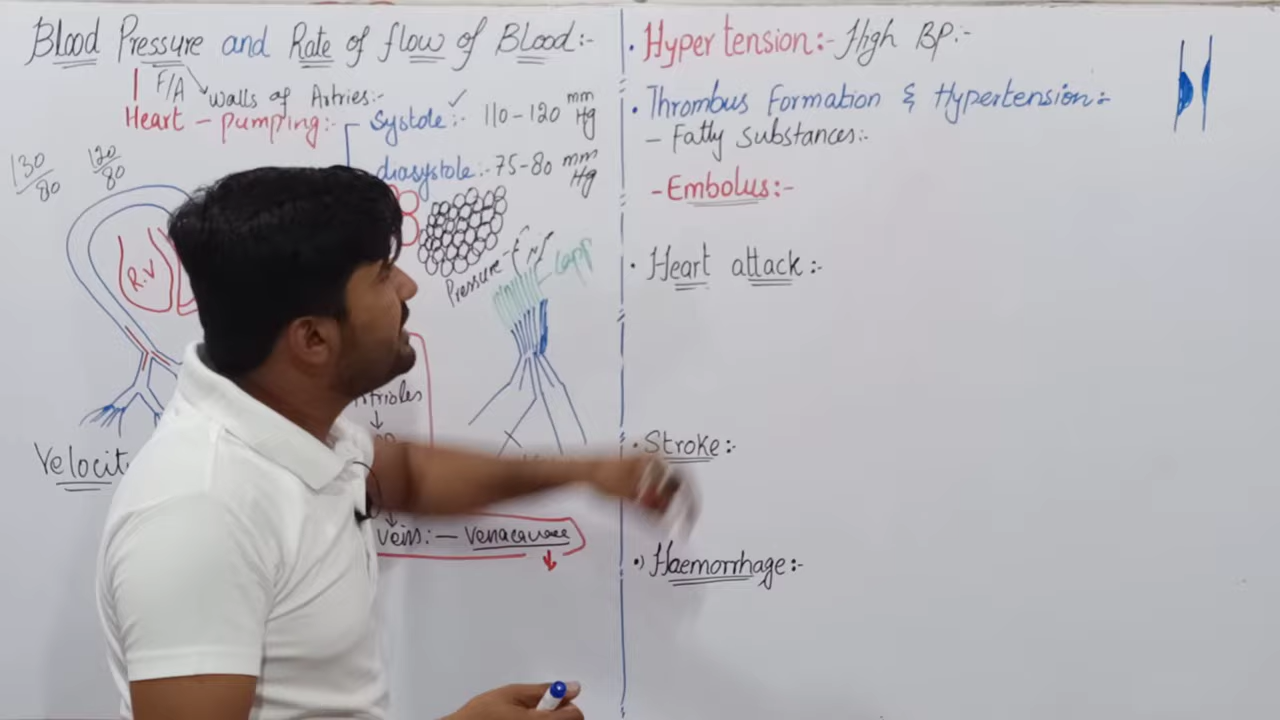 Blood Pressure and Rate of flow of Blood:-
F/A
Walls of Artries:-
Heart - pumping:-
Systole:- 110-120 mm Hg
diasystole:- 75-80 mm Hg
130/80
120/80
R.V
Pressure
Velocit
Veins:- Venacavae
Hypertension:- High BP:-
Thrombus Formation & Hypertension:-
- Fatty substances:-
- Embolus:-
Heart attack:-
Stroke:-
Haemorrhage:-